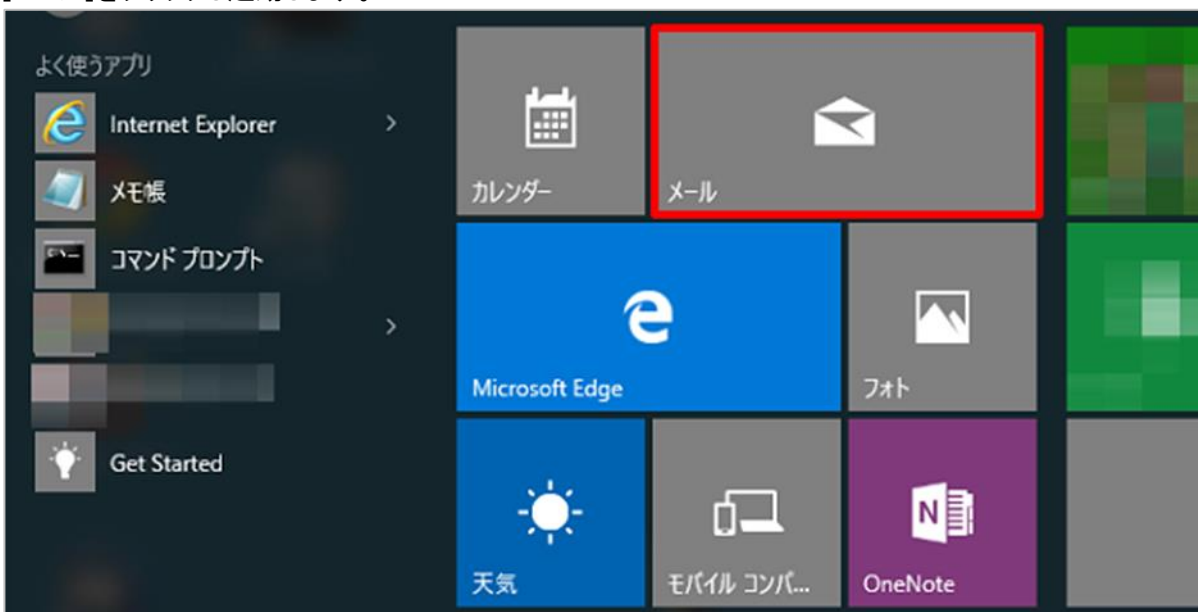 よく使うアプリ
Internet Explorer
メモ帳
コマンド プロンプト
Get Started
カレンダー
メール
Microsoft Edge
フォト
天気
モバイル コンパ...
OneNote